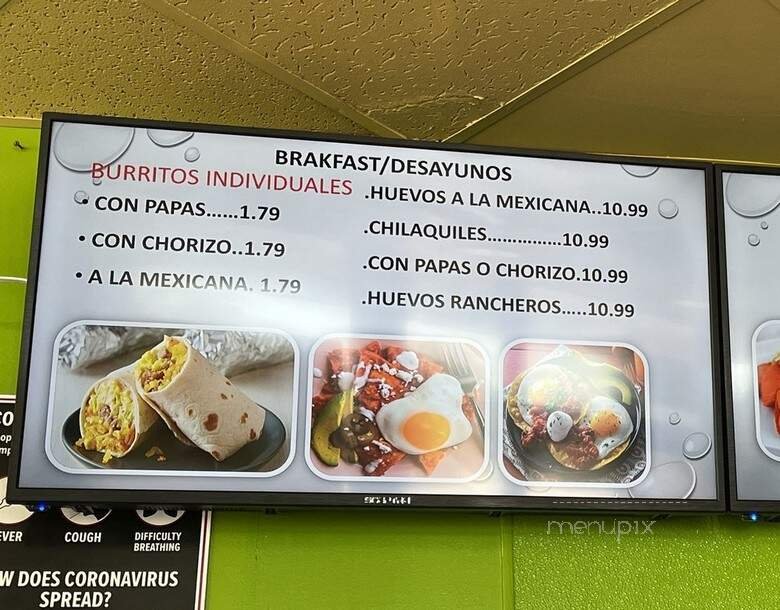 BRAKFAST/DESAYUNOS
BURRITOS INDIVIDUALES
• CON PAPAS......1.79
• CON CHORIZO..1.79
• A LA MEXICANA. 1.79
.HUEVOS A LA MEXICANA..10.99
.CHILAQUILES...............10.99
.CON PAPAS O CHORIZO.10.99
.HUEVOS RANCHEROS.....10.99
menupix
EVER
COUGH
DIFFICULTY
BREATHING
W DOES CORONAVIRUS
SPREAD?